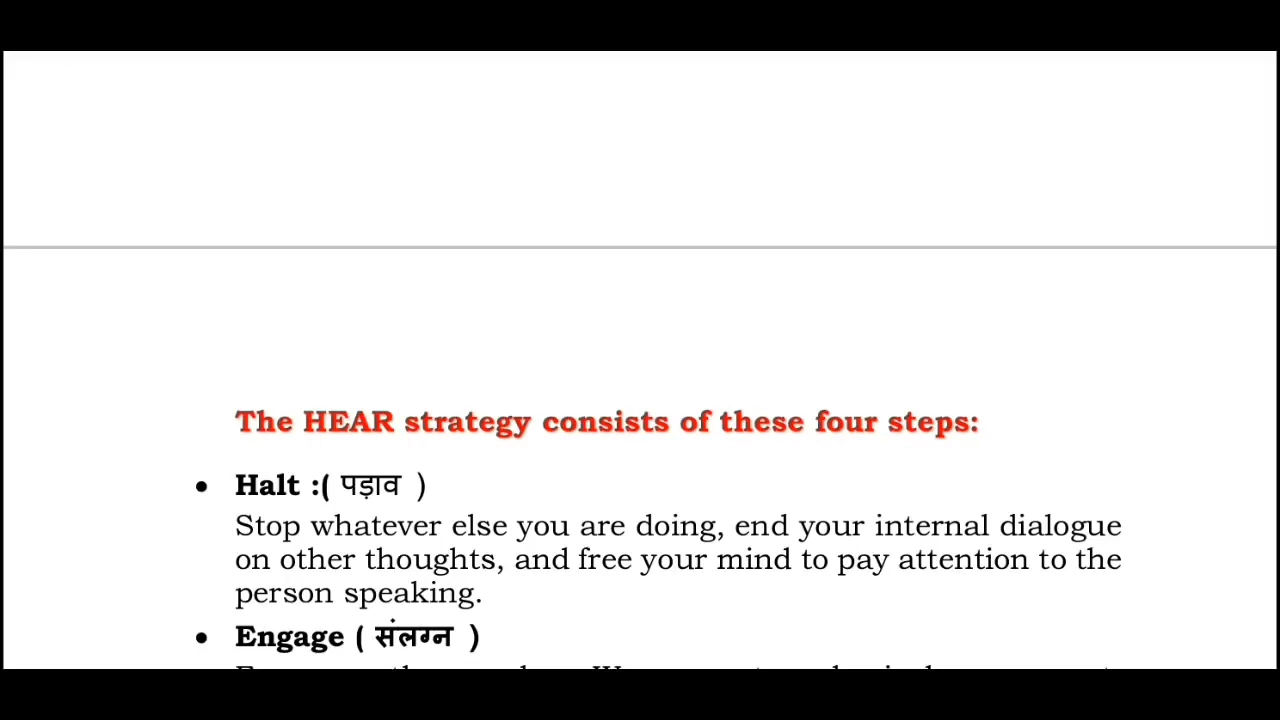 The HEAR strategy consists of these four steps:
• Halt :( पड़ाव )
Stop whatever else you are doing, end your internal dialogue
on other thoughts, and free your mind to pay attention to the
person speaking.
• Engage ( संलग्न )